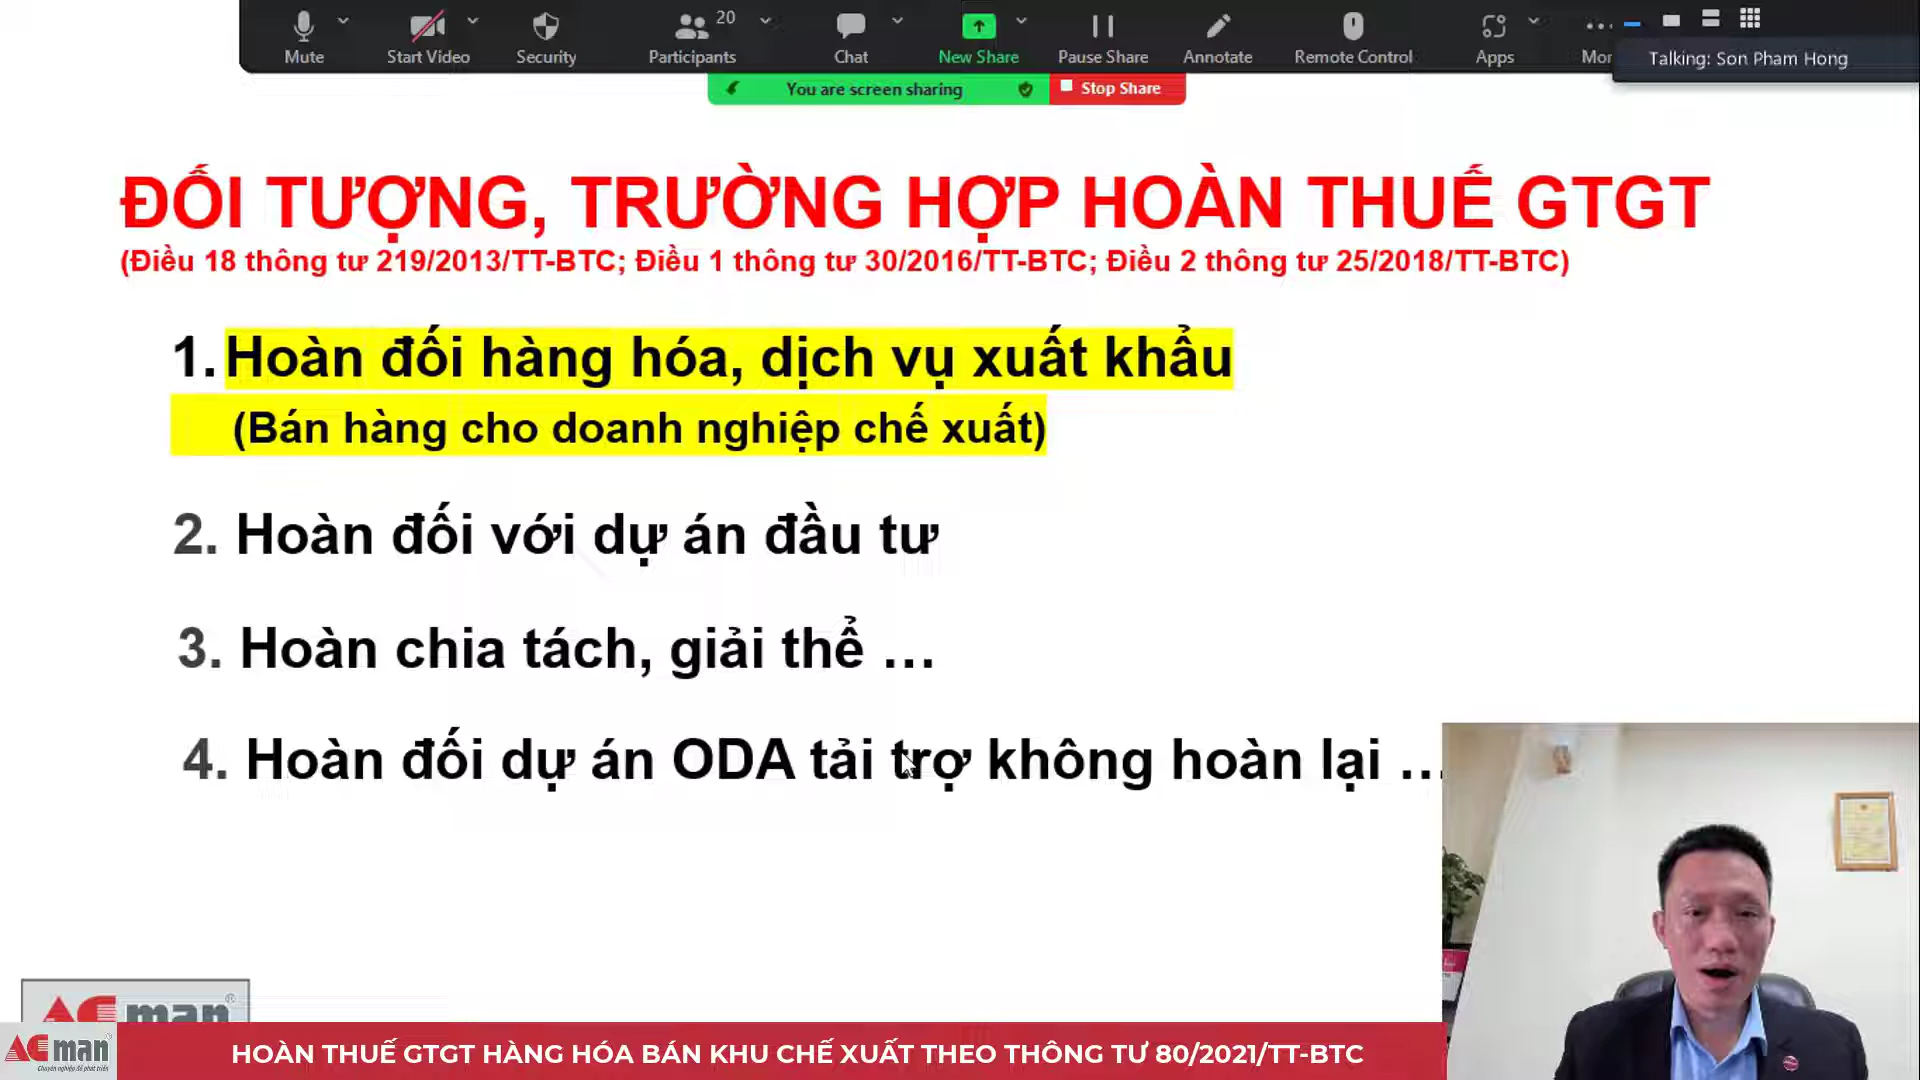 Mute
Start Video
Security
Participants
20
Chat
New Share
Pause Share
Annotate
Remote Control
Apps
Talking: Son Pham Hong
You are screen sharing
Stop Share
ĐỐI TƯỢNG, TRƯỜNG HỢP HOÀN THUẾ GTGT
(Điều 18 thông tư 219/2013/TT-BTC; Điều 1 thông tư 30/2016/TT-BTC; Điều 2 thông tư 25/2018/TT-BTC)
1. Hoàn đối hàng hóa, dịch vụ xuất khẩu
(Bán hàng cho doanh nghiệp chế xuất)
2. Hoàn đối với dự án đầu tư
3. Hoàn chia tách, giải thể …
4. Hoàn đối dự án ODA tải trợ không hoàn lại …
ACman®
ACman
Chuyên nghiệp để phát triển
HOÀN THUẾ GTGT HÀNG HÓA BÁN KHU CHẾ XUẤT THEO THÔNG TƯ 80/2021/TT-BTC